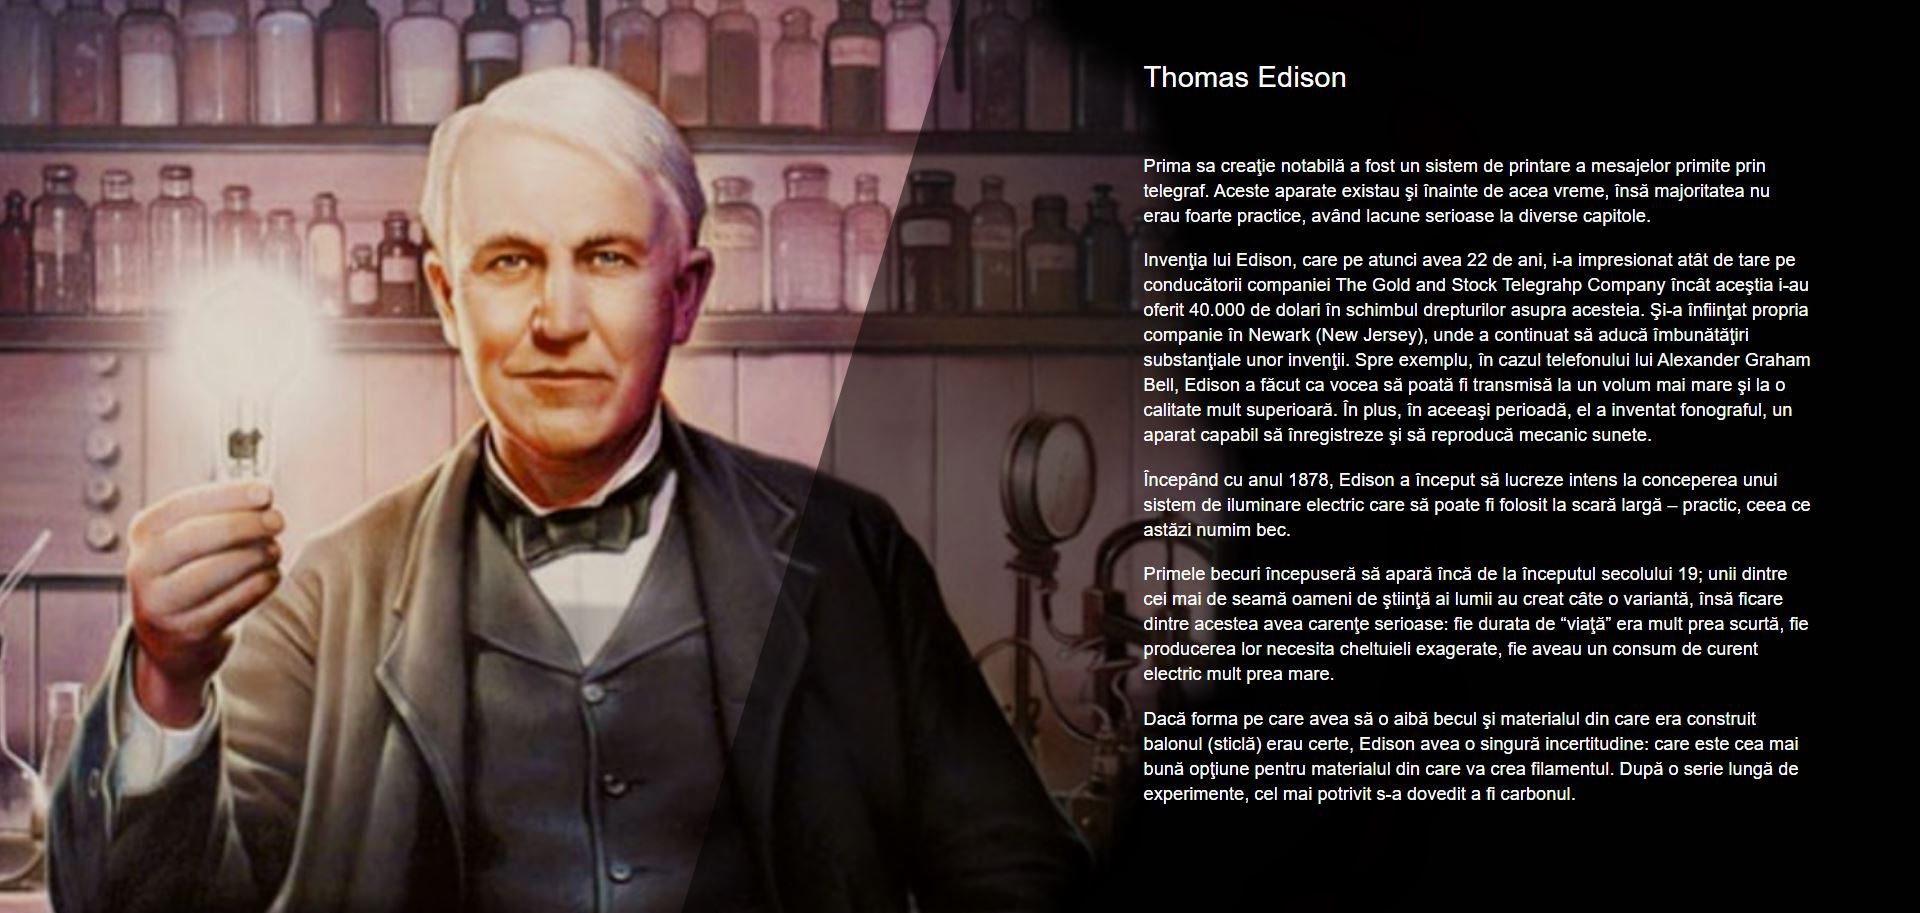 Thomas Edison
Prima sa creaţie notabilă a fost un sistem de printare a mesajelor primite prin
telegraf. Aceste aparate existau şi înainte de acea vreme, însă majoritatea nu
erau foarte practice, având lacune serioase la diverse capitole.
Invenţia lui Edison, care pe atunci avea 22 de ani, i-a impresionat atât de tare pe
conducătorii companiei The Gold and Stock Telegrahp Company încât aceştia i-au
oferit 40.000 de dolari în schimbul drepturilor asupra acesteia. Şi-a înfiinţat propria
companie în Newark (New Jersey), unde a continuat să aducă îmbunătăţiri
substanţiale unor invenţii. Spre exemplu, în cazul telefonului lui Alexander Graham
Bell, Edison a făcut ca vocea să poată fi transmisă la un volum mai mare şi la o
calitate mult superioară. În plus, în aceeaşi perioadă, el a inventat fonograful, un
aparat capabil să înregistreze şi să reproducă mecanic sunete.
Începând cu anul 1878, Edison a început să lucreze intens la conceperea unui
sistem de iluminare electric care să poate fi folosit la scară largă – practic, ceea ce
astăzi numim bec.
Primele becuri începuseră să apară încă de la începutul secolului 19; unii dintre
cei mai de seamă oameni de ştiinţă ai lumii au creat câte o variantă, însă ficare
dintre acestea avea carenţe serioase: fie durata de “viaţă” era mult prea scurtă, fie
producerea lor necesita cheltuieli exagerate, fie aveau un consum de curent
electric mult prea mare.
Dacă forma pe care avea să o aibă becul şi materialul din care era construit
balonul (sticlă) erau certe, Edison avea o singură incertitudine: care este cea mai
bună opţiune pentru materialul din care va crea filamentul. După o serie lungă de
experimente, cel mai potrivit s-a dovedit a fi carbonul.